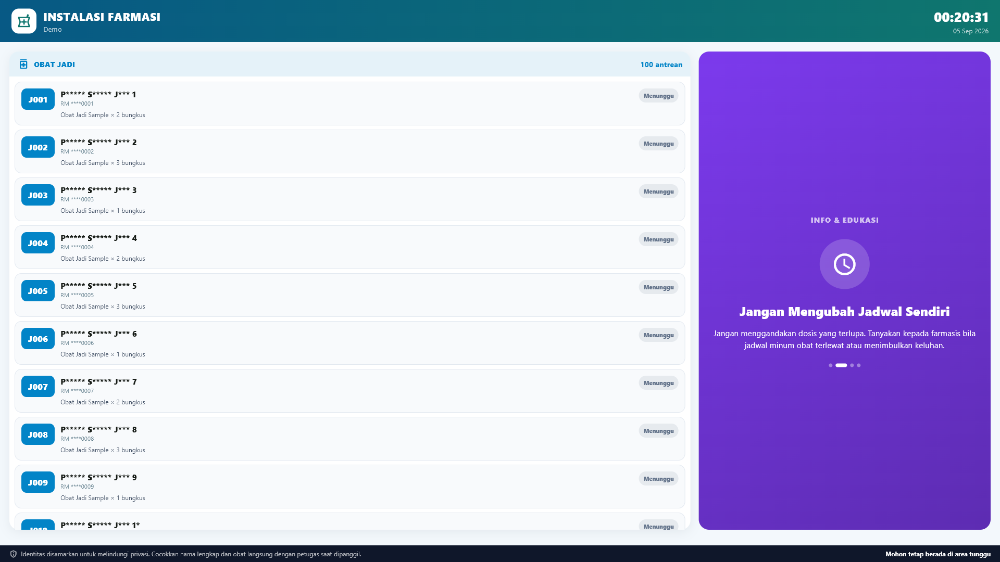 INSTALASI FARMASI
Demo
00:20:31
05 Sep 2026
OBAT JADI
100 antrean
J001
P***** S***** J*** 1
RM ****0001
Obat Jadi Sample × 2 bungkus
Menunggu
J002
P***** S***** J*** 2
RM ****0002
Obat Jadi Sample × 3 bungkus
Menunggu
J003
P***** S***** J*** 3
RM ****0003
Obat Jadi Sample × 1 bungkus
Menunggu
J004
P***** S***** J*** 4
RM ****0004
Obat Jadi Sample × 2 bungkus
Menunggu
J005
P***** S***** J*** 5
RM ****0005
Obat Jadi Sample × 3 bungkus
Menunggu
J006
P***** S***** J*** 6
RM ****0006
Obat Jadi Sample × 1 bungkus
Menunggu
J007
P***** S***** J*** 7
RM ****0007
Obat Jadi Sample × 2 bungkus
Menunggu
J008
P***** S***** J*** 8
RM ****0008
Obat Jadi Sample × 3 bungkus
Menunggu
J009
P***** S***** J*** 9
RM ****0009
Obat Jadi Sample × 1 bungkus
Menunggu
J010
P***** S***** J*** 1*
Menunggu
INFO & EDUKASI
Jangan Mengubah Jadwal Sendiri
Jangan menggandakan dosis yang terlupa. Tanyakan kepada farmasis bila
jadwal minum obat terlewat atau menimbulkan keluhan.
Identitas disamarkan untuk melindungi privasi. Cocokkan nama lengkap dan obat langsung dengan petugas saat dipanggil.
Mohon tetap berada di area tunggu